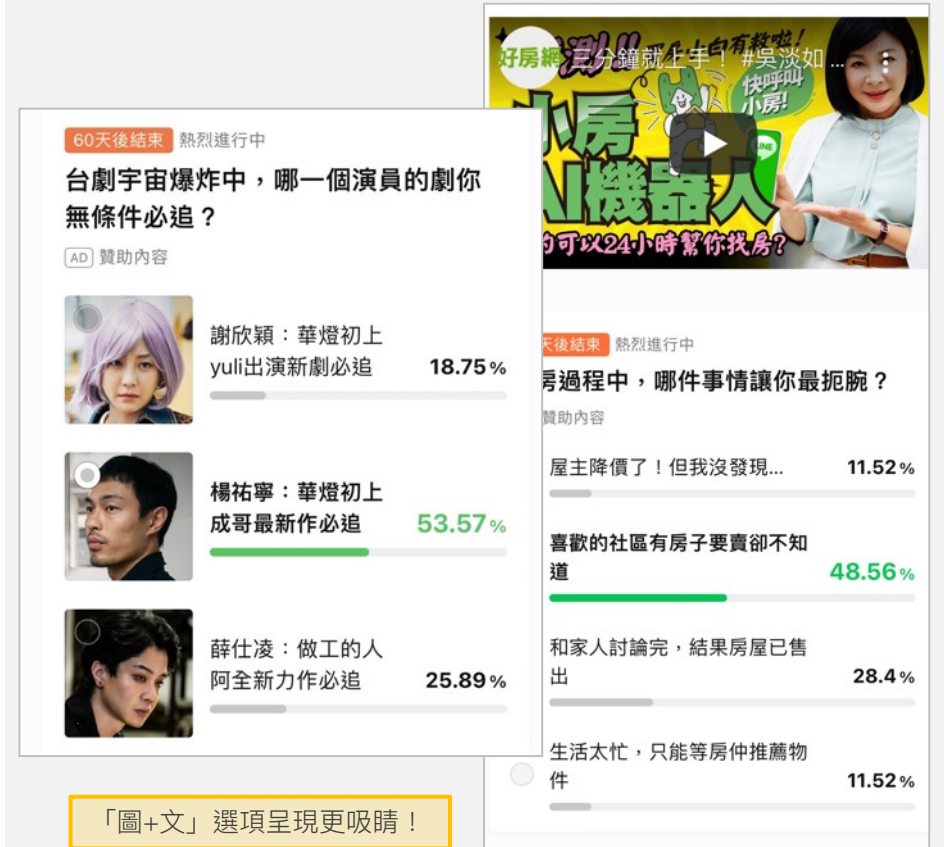 60天後結束 熱烈進行中
台劇宇宙爆炸中，哪一個演員的劇你
無條件必追？
AD 贊助內容
謝欣穎：華燈初上
yuli出演新劇必追 18.75%
楊祐寧：華燈初上
成哥最新作必追 53.57%
薛仕凌：做工的人
阿全新力作必追 25.89%
「圖+文」選項呈現更吸睛！
好房網 三分鐘就上手！ #吳淡如 ...
快呼叫
小房!
LINE
小房
AI機器人
可以24小時幫你找房?
天後結束 熱烈進行中
房過程中，哪件事情讓你最扼腕？
贊助內容
屋主降價了！但我沒發現... 11.52%
喜歡的社區有房子要賣卻不知
道 48.56%
和家人討論完，結果房屋已售
出 28.4%
生活太忙，只能等房仲推薦物
件 11.52%